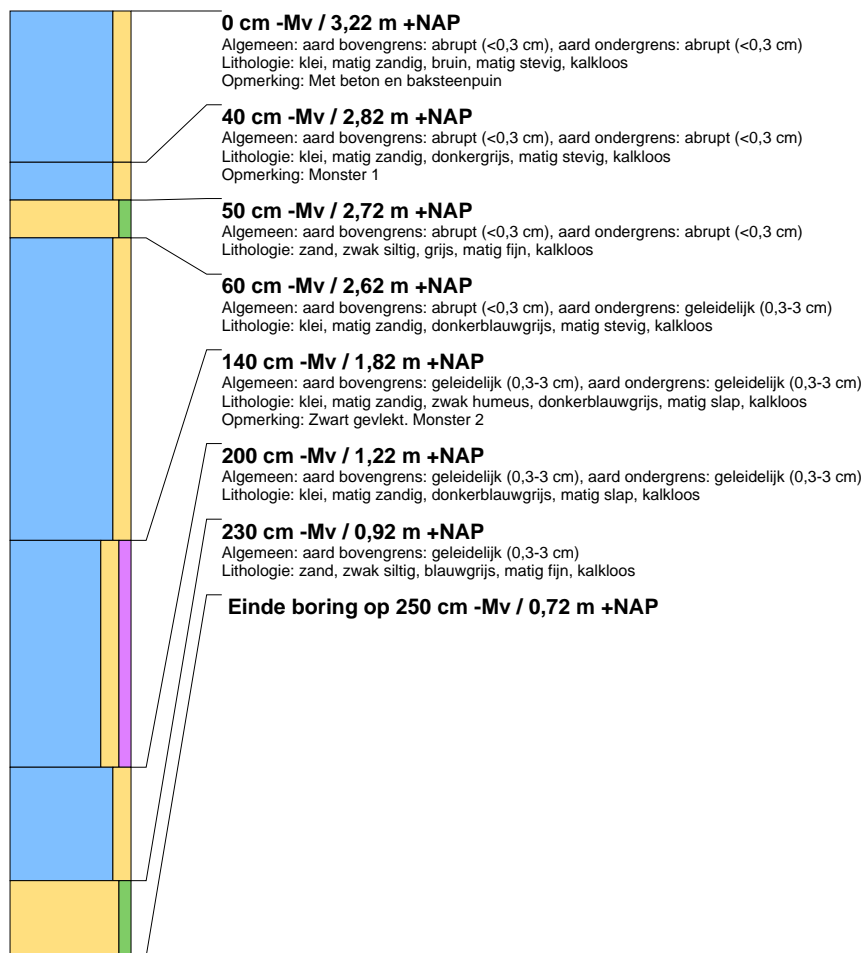 0 cm -Mv / 3,22 m +NAP
Algemeen: aard bovengrens: abrupt (<0,3 cm), aard ondergrens: abrupt (<0,3 cm)
Lithologie: klei, matig zandig, bruin, matig stevig, kalkloos
Opmerking: Met beton en baksteenpuin
40 cm -Mv / 2,82 m +NAP
Algemeen: aard bovengrens: abrupt (<0,3 cm), aard ondergrens: abrupt (<0,3 cm)
Lithologie: klei, matig zandig, donkergrijs, matig stevig, kalkloos
Opmerking: Monster 1
50 cm -Mv / 2,72 m +NAP
Algemeen: aard bovengrens: abrupt (<0,3 cm), aard ondergrens: abrupt (<0,3 cm)
Lithologie: zand, zwak siltig, grijs, matig fijn, kalkloos
60 cm -Mv / 2,62 m +NAP
Algemeen: aard bovengrens: abrupt (<0,3 cm), aard ondergrens: geleidelijk (0,3-3 cm)
Lithologie: klei, matig zandig, donkerblauwgrijs, matig stevig, kalkloos
140 cm -Mv / 1,82 m +NAP
Algemeen: aard bovengrens: geleidelijk (0,3-3 cm), aard ondergrens: geleidelijk (0,3-3 cm)
Lithologie: klei, matig zandig, zwak humeus, donkerblauwgrijs, matig slap, kalkloos
Opmerking: Zwart gevlekt. Monster 2
200 cm -Mv / 1,22 m +NAP
Algemeen: aard bovengrens: geleidelijk (0,3-3 cm), aard ondergrens: geleidelijk (0,3-3 cm)
Lithologie: klei, matig zandig, donkerblauwgrijs, matig slap, kalkloos
230 cm -Mv / 0,92 m +NAP
Algemeen: aard bovengrens: geleidelijk (0,3-3 cm)
Lithologie: zand, zwak siltig, blauwgrijs, matig fijn, kalkloos
Einde boring op 250 cm -Mv / 0,72 m +NAP